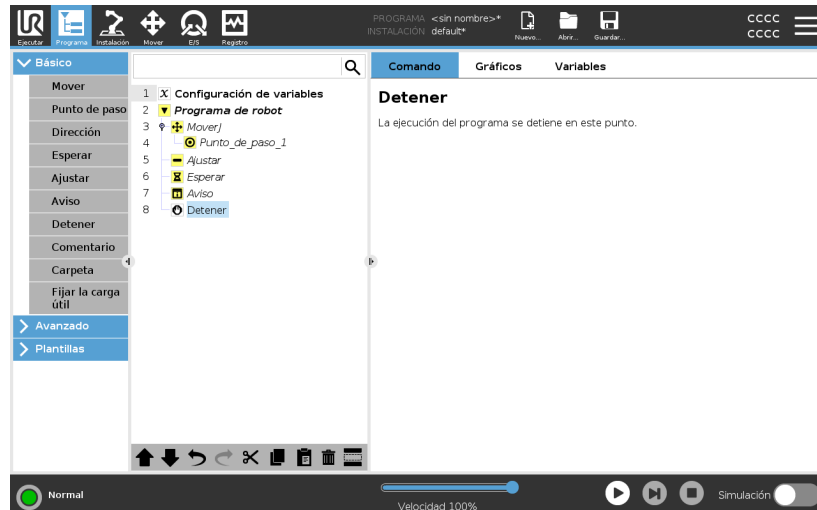 PROGRAMA <sin nombre>*
INSTALACIÓN default*
cccc
cccc
Ejecutar Programa Instalación Mover E/S Registro Nuevo... Abrir... Guardar...
Básico
Mover
Punto de paso
Dirección
Esperar
Ajustar
Aviso
Detener
Comentario
Carpeta
Fijar la carga
útil
Avanzado
Plantillas
1 X Configuración de variables
2 Programa de robot
3 MoverJ
4 Punto_de_paso_1
5 Ajustar
6 Esperar
7 Aviso
8 Detener
Comando Gráficos Variables
Detener
La ejecución del programa se detiene en este punto.
Normal
Velocidad 100%
Simulación